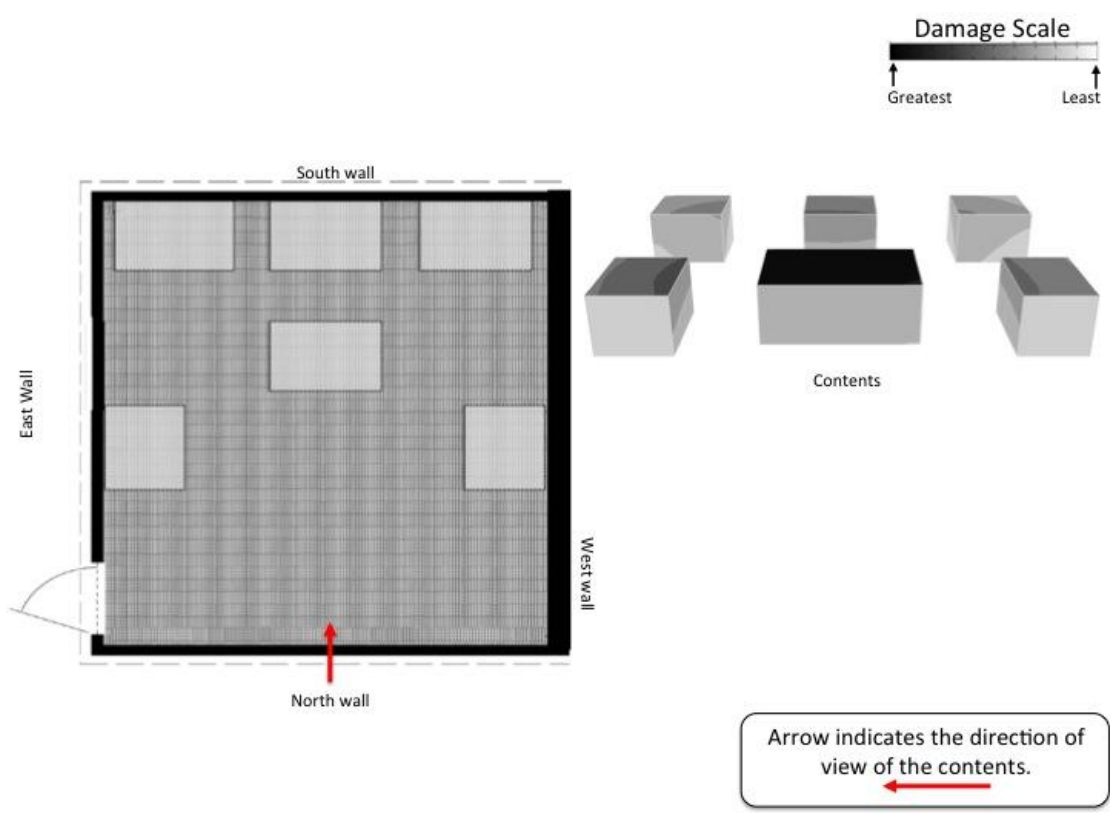 Damage Scale
Greatest
Least
South wall
East Wall
West wall
Contents
North wall
Arrow indicates the direction of
view of the contents.